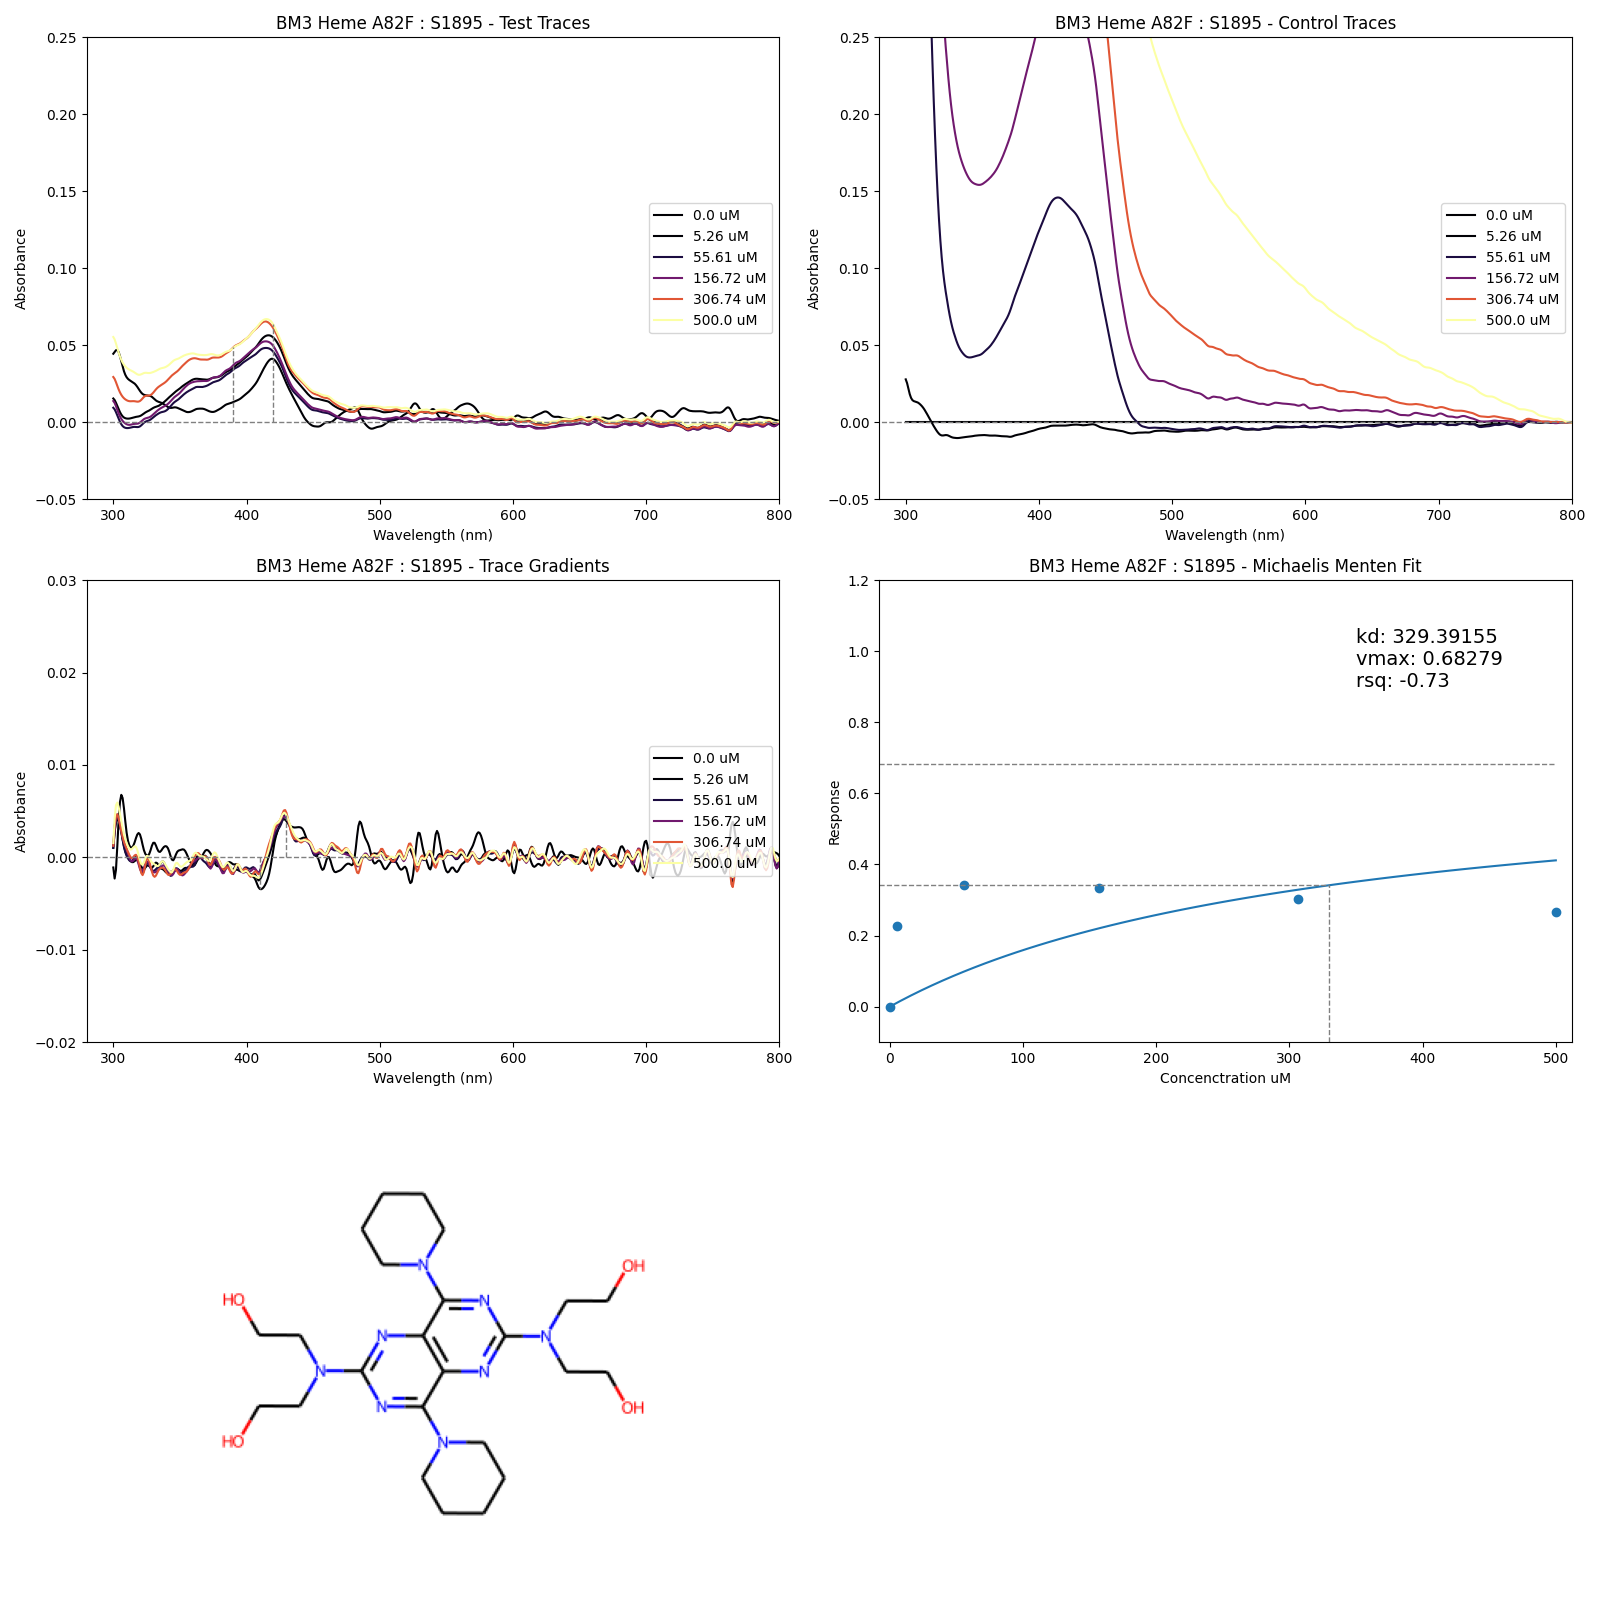 BM3 Heme A82F : S1895 - Test Traces
0.25
0.20
0.15
0.10
0.05
0.00
−0.05
Absorbance
300 400 500 600 700 800
Wavelength (nm)
0.0 uM
5.26 uM
55.61 uM
156.72 uM
306.74 uM
500.0 uM
BM3 Heme A82F : S1895 - Control Traces
0.25
0.20
0.15
0.10
0.05
0.00
−0.05
Absorbance
300 400 500 600 700 800
Wavelength (nm)
0.0 uM
5.26 uM
55.61 uM
156.72 uM
306.74 uM
500.0 uM
BM3 Heme A82F : S1895 - Trace Gradients
0.03
0.02
0.01
0.00
−0.01
−0.02
Absorbance
300 400 500 600 700 800
Wavelength (nm)
0.0 uM
5.26 uM
55.61 uM
156.72 uM
306.74 uM
500.0 uM
BM3 Heme A82F : S1895 - Michaelis Menten Fit
1.2
1.0
0.8
0.6
0.4
0.2
0.0
Response
kd: 329.39155
vmax: 0.68279
rsq: -0.73
0 100 200 300 400 500
Concenctration uM
N
OH
HO
N
N
N
N
N
N
N
HO
OH
N